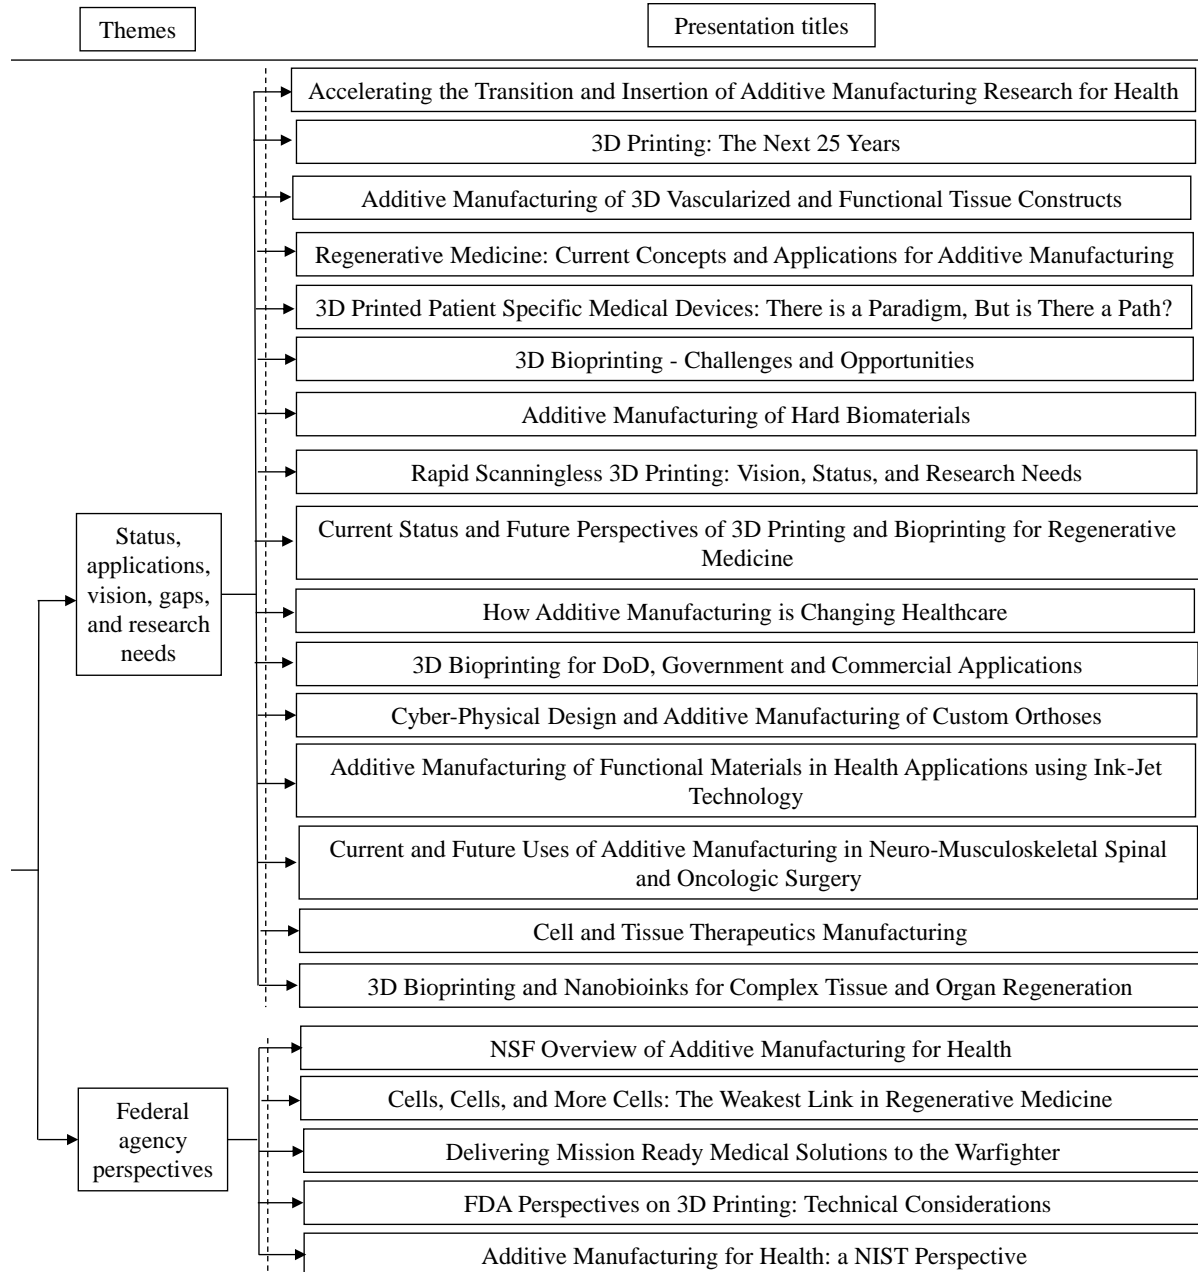 Themes
Presentation titles
Accelerating the Transition and Insertion of Additive Manufacturing Research for Health
3D Printing: The Next 25 Years
Additive Manufacturing of 3D Vascularized and Functional Tissue Constructs
Regenerative Medicine: Current Concepts and Applications for Additive Manufacturing
3D Printed Patient Specific Medical Devices: There is a Paradigm, But is There a Path?
3D Bioprinting - Challenges and Opportunities
Additive Manufacturing of Hard Biomaterials
Rapid Scanningless 3D Printing: Vision, Status, and Research Needs
Status,
applications,
vision, gaps,
and research
needs
Current Status and Future Perspectives of 3D Printing and Bioprinting for Regenerative
Medicine
How Additive Manufacturing is Changing Healthcare
3D Bioprinting for DoD, Government and Commercial Applications
Cyber-Physical Design and Additive Manufacturing of Custom Orthoses
Additive Manufacturing of Functional Materials in Health Applications using Ink-Jet
Technology
Current and Future Uses of Additive Manufacturing in Neuro-Musculoskeletal Spinal
and Oncologic Surgery
Cell and Tissue Therapeutics Manufacturing
3D Bioprinting and Nanobioinks for Complex Tissue and Organ Regeneration
Federal
agency
perspectives
NSF Overview of Additive Manufacturing for Health
Cells, Cells, and More Cells: The Weakest Link in Regenerative Medicine
Delivering Mission Ready Medical Solutions to the Warfighter
FDA Perspectives on 3D Printing: Technical Considerations
Additive Manufacturing for Health: a NIST Perspective